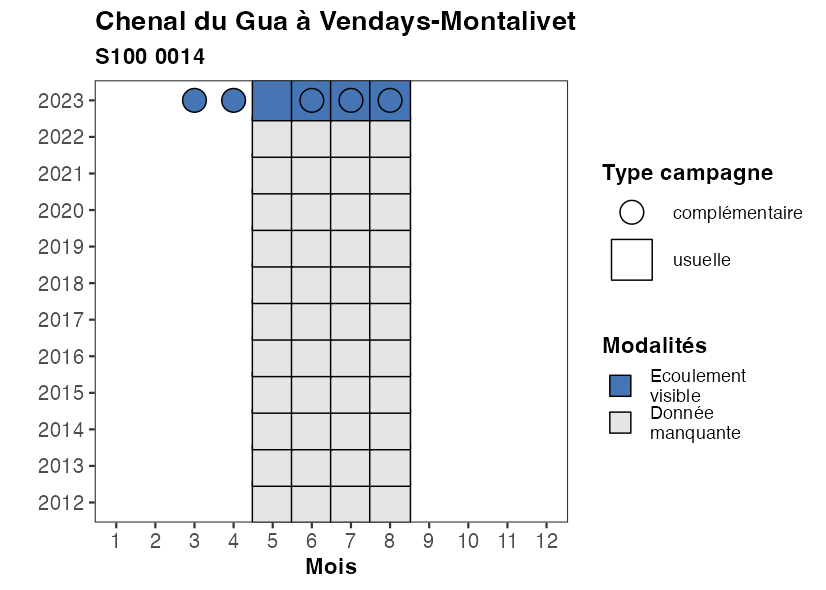 Chenal du Gua à Vendays-Montalivet
S100 0014
2023
2022
2021
2020
2019
2018
2017
2016
2015
2014
2013
2012
1 2 3 4 5 6 7 8 9 10 11 12
Mois
Type campagne
complémentaire
usuelle
Modalités
Ecoulement
visible
Donnée
manquante